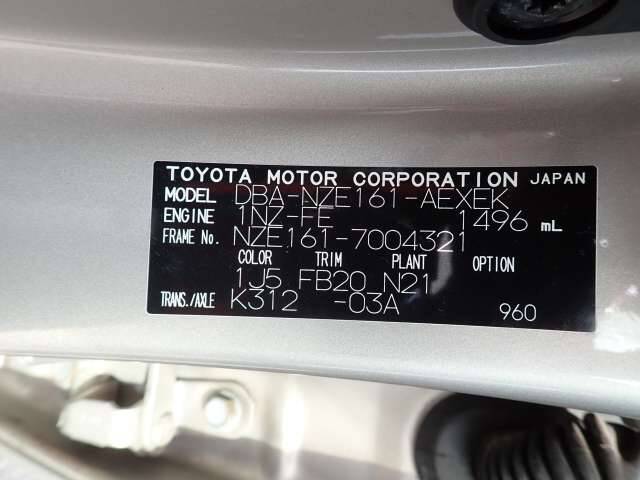 TOYOTA MOTOR CORPORATION JAPAN
MODEL DBA-NZE161-AEXEK
ENGINE 1NZ-FE 1496 mL
FRAME No. NZE161-7004321
COLOR TRIM PLANT OPTION
1J5 FB20 N21
TRANS./AXLE K312 -03A 960